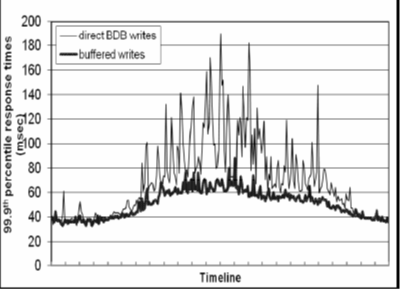 200
180
160
140
120
100
80
60
40
20
0
99.9th percentile response times
(msec)
direct BDB writes
buffered writes
Timeline